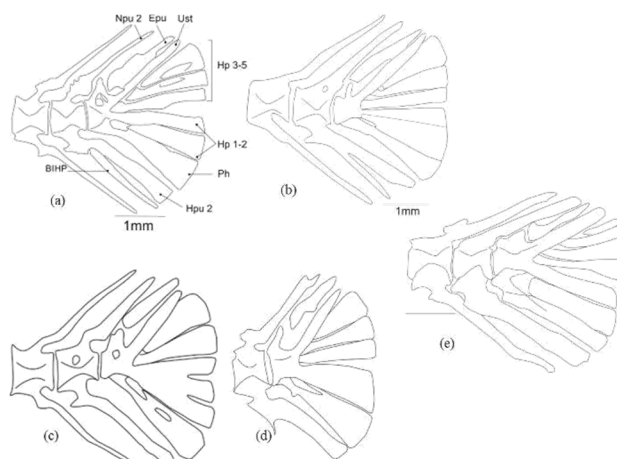 Npu 2 Epu Ust
Hp 3-5
Hp 1-2
BIHP
Ph
Hpu 2
(a)
1mm
(b)
1mm
(c)
(d)
(e)